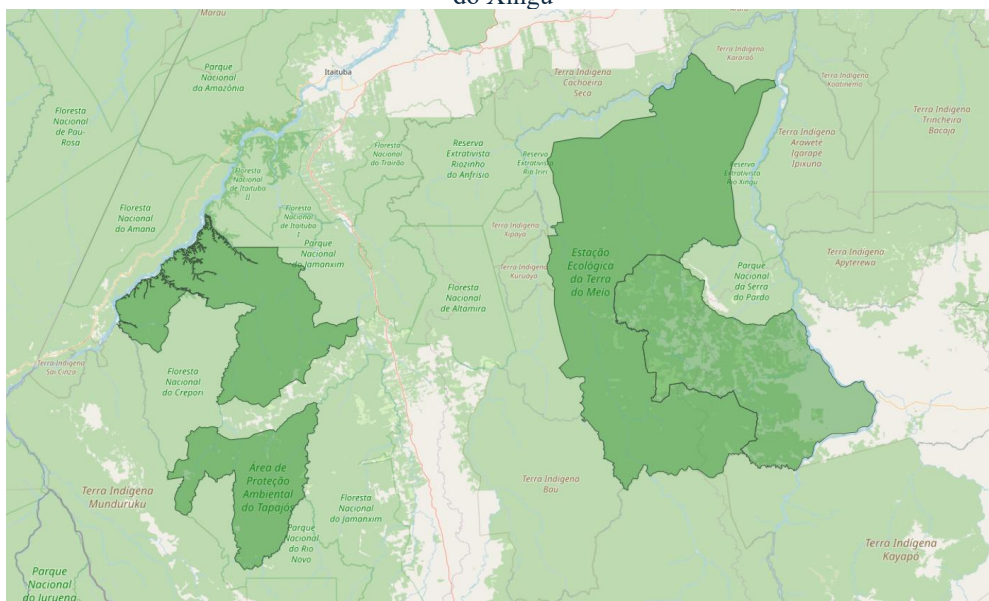 do Xingu
Marau
Parque
Nacional
da Amazônia
Itaituba
Terra Indígena
Kararaô
Terra Indígena
Cachoeira
Seca
Terra Indígena
Koatinemo
Floresta
Nacional
de Pau-
Rosa
Terra Indígena
Trincheira
Bacajá
Floresta
Nacional
do Trairão
Reserva
Extrativista
Riozinho
do Anfrísio
Terra Indígena
Araweté
Igarapé
Ipixuna
Reserva
Extrativista
Rio Iriri
Reserva
Extrativista
Rio Xingu
Floresta
Nacional
de Itaituba
II
Floresta
Nacional
do Amana
Floresta
Nacional
de Itaituba
I
Terra Indígena
Xipaya
Parque
Nacional
do Jamanxim
Estação
Ecológica
da Terra
do Meio
Terra Indígena
Apyterewa
Terra Indígena
Kuruáya
Parque
Nacional
da Serra
do Pardo
Floresta
Nacional
de Altamira
Terra Indígena
Sai Cinza
Floresta
Nacional
do Crepori
Área de
Proteção
Ambiental
do Tapajós
Terra Indígena
Munduruku
Terra Indígena
Baú
Floresta
Nacional
do Jamanxim
Parque
Nacional
do Rio
Novo
Terra Indígena
Kayapó
Parque
Nacional
do Juruena